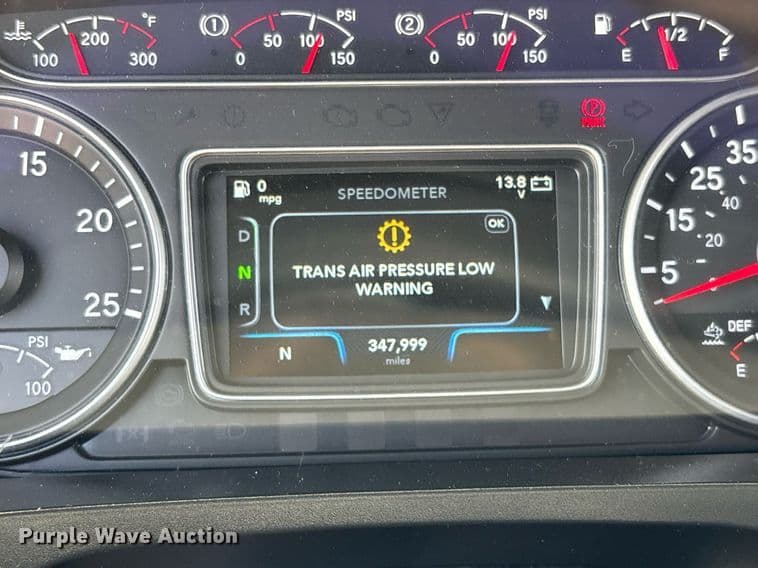 °F
200
100
300
(1)
PSI
50
100
0
150
(2)
PSI
50
100
0
150
1/2
E
F
15
20
25
PSI
100
0
mpg
SPEEDOMETER
13.8
V
OK
D
N
R
TRANS AIR PRESSURE LOW
WARNING
N
347,999
miles
35
25
40
15
20
5
DEF
E
Purple Wave Auction